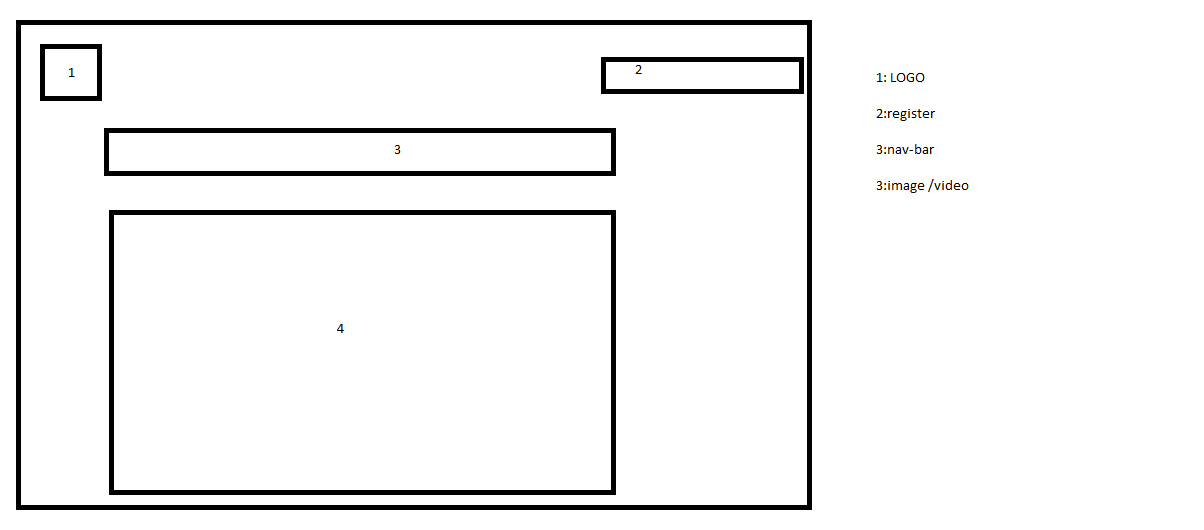 1
2
1: LOGO
2:register
3
3:nav-bar
3:image /video
4